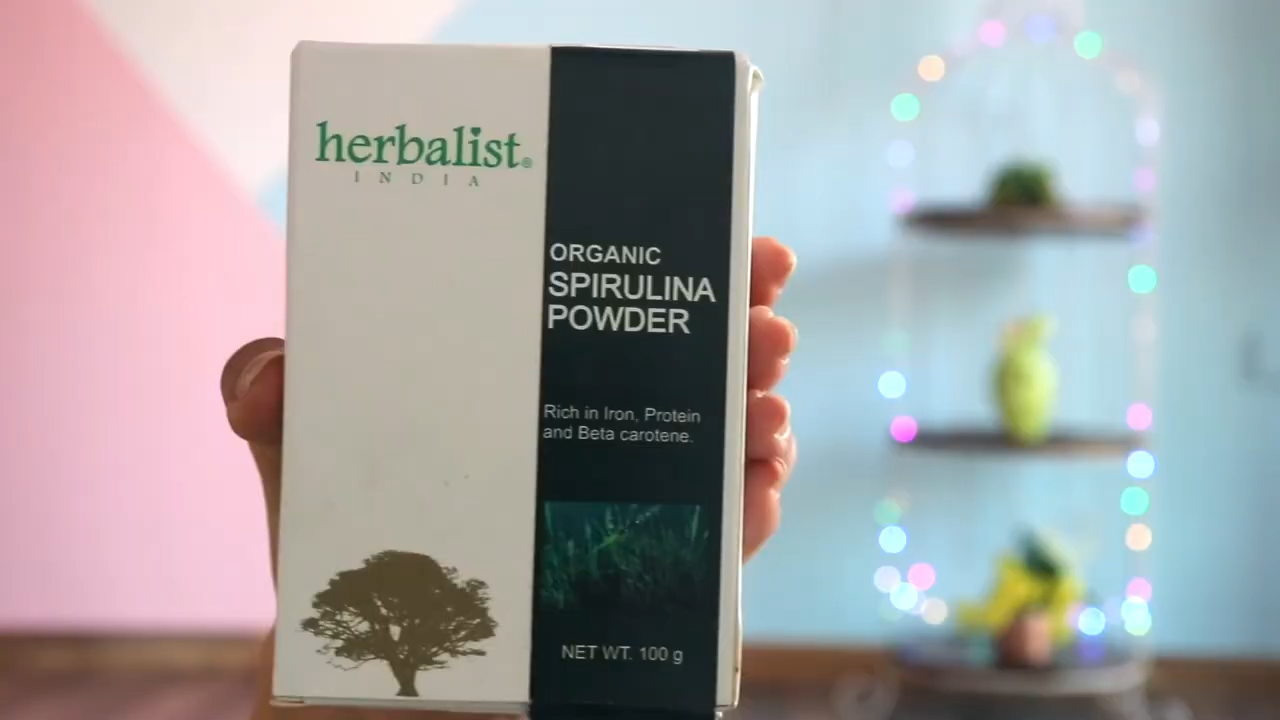 herbalist®
INDIA
ORGANIC
SPIRULINA
POWDER
Rich in Iron, Protein
and Beta carotene.
NET WT. 100 g